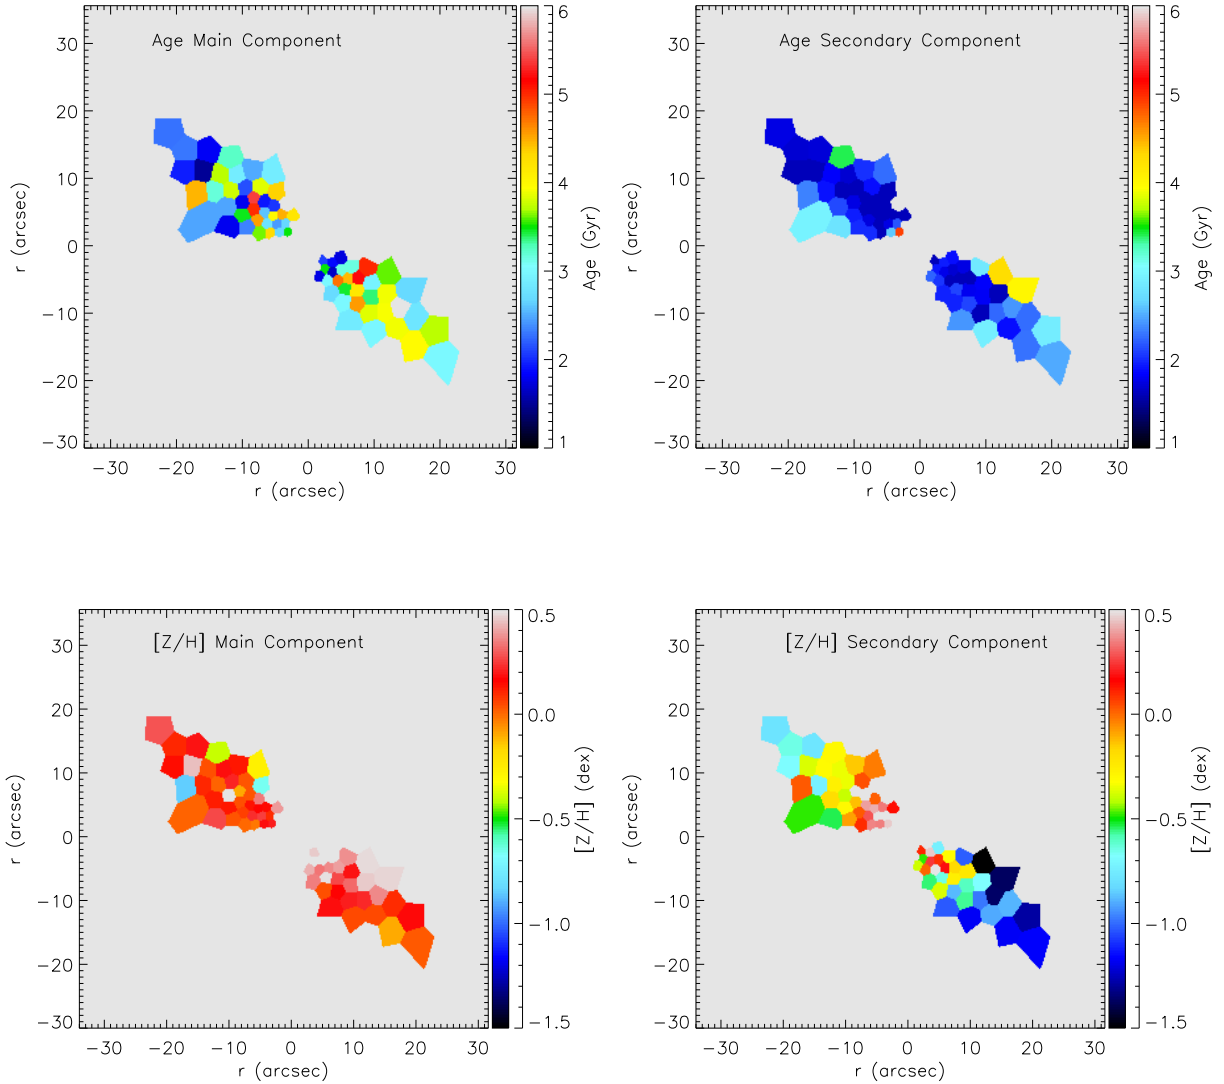 Age Main Component
30
20
10
0
−10
−20
−30
−30 −20 −10 0 10 20 30
r (arcsec)
r (arcsec)
6
5
4
3
2
1
Age (Gyr)
Age Secondary Component
30
20
10
0
−10
−20
−30
−30 −20 −10 0 10 20 30
r (arcsec)
r (arcsec)
6
5
4
3
2
1
Age (Gyr)
[Z/H] Main Component
30
20
10
0
−10
−20
−30
−30 −20 −10 0 10 20 30
r (arcsec)
r (arcsec)
0.5
0.0
−0.5
−1.0
−1.5
[Z/H] (dex)
[Z/H] Secondary Component
30
20
10
0
−10
−20
−30
−30 −20 −10 0 10 20 30
r (arcsec)
r (arcsec)
0.5
0.0
−0.5
−1.0
−1.5
[Z/H] (dex)